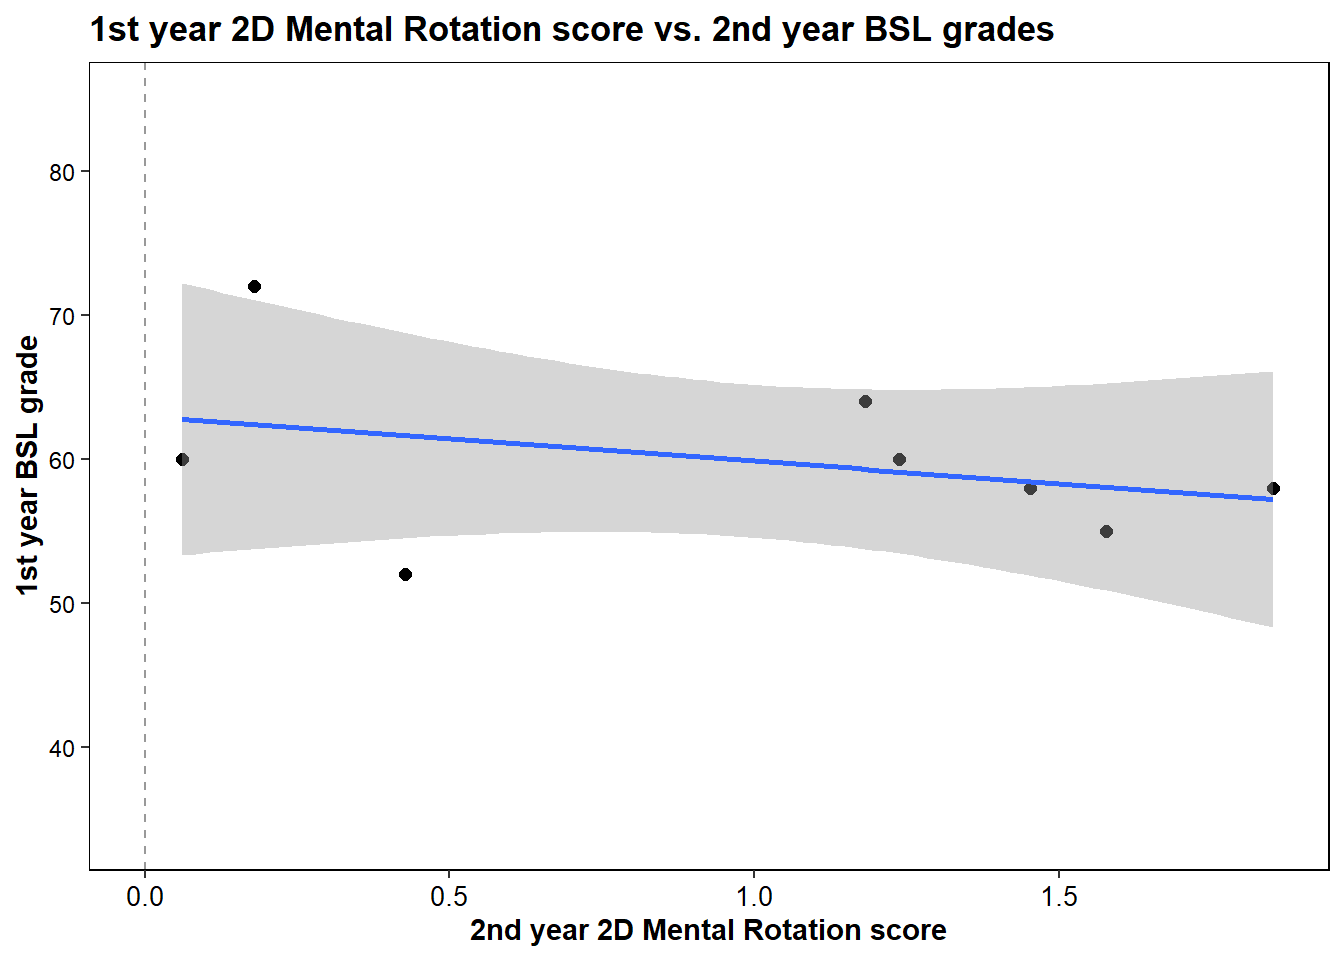 1st year 2D Mental Rotation score vs. 2nd year BSL grades
80
70
60
50
40
1st year BSL grade
0.0 0.5 1.0 1.5
2nd year 2D Mental Rotation score